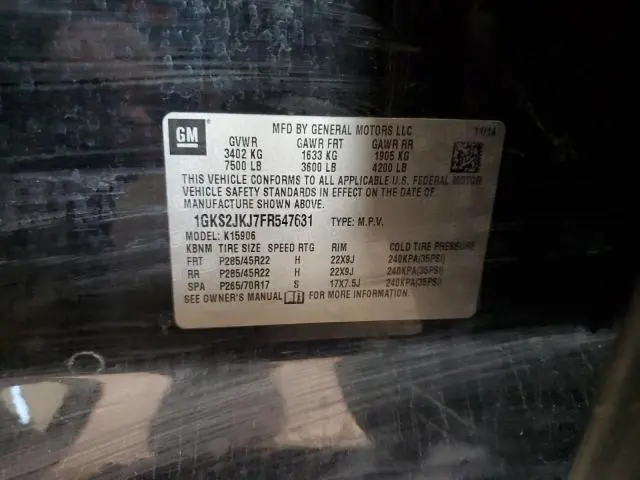 GM
MFD BY GENERAL MOTORS LLC 11/14
GVWR GAWR FRT GAWR RR
3402 KG 1633 KG 1905 KG
7500 LB 3600 LB 4200 LB
THIS VEHICLE CONFORMS TO ALL APPLICABLE U.S. FEDERAL MOTOR
VEHICLE SAFETY STANDARDS IN EFFECT ON THE DATE OF
MANUFACTURE SHOWN ABOVE.
1GKS2JKJ7FR547631 TYPE: M.P.V.
MODEL: K15906
KBNM TIRE SIZE SPEED RTG RIM COLD TIRE PRESSURE
FRT P285/45R22 H 22X9J 240KPA(35PSI)
RR P285/45R22 H 22X9J 240KPA(35PSI)
SPA P265/70R17 S 17X7.5J 240KPA(35PSI)
SEE OWNER'S MANUAL FOR MORE INFORMATION.